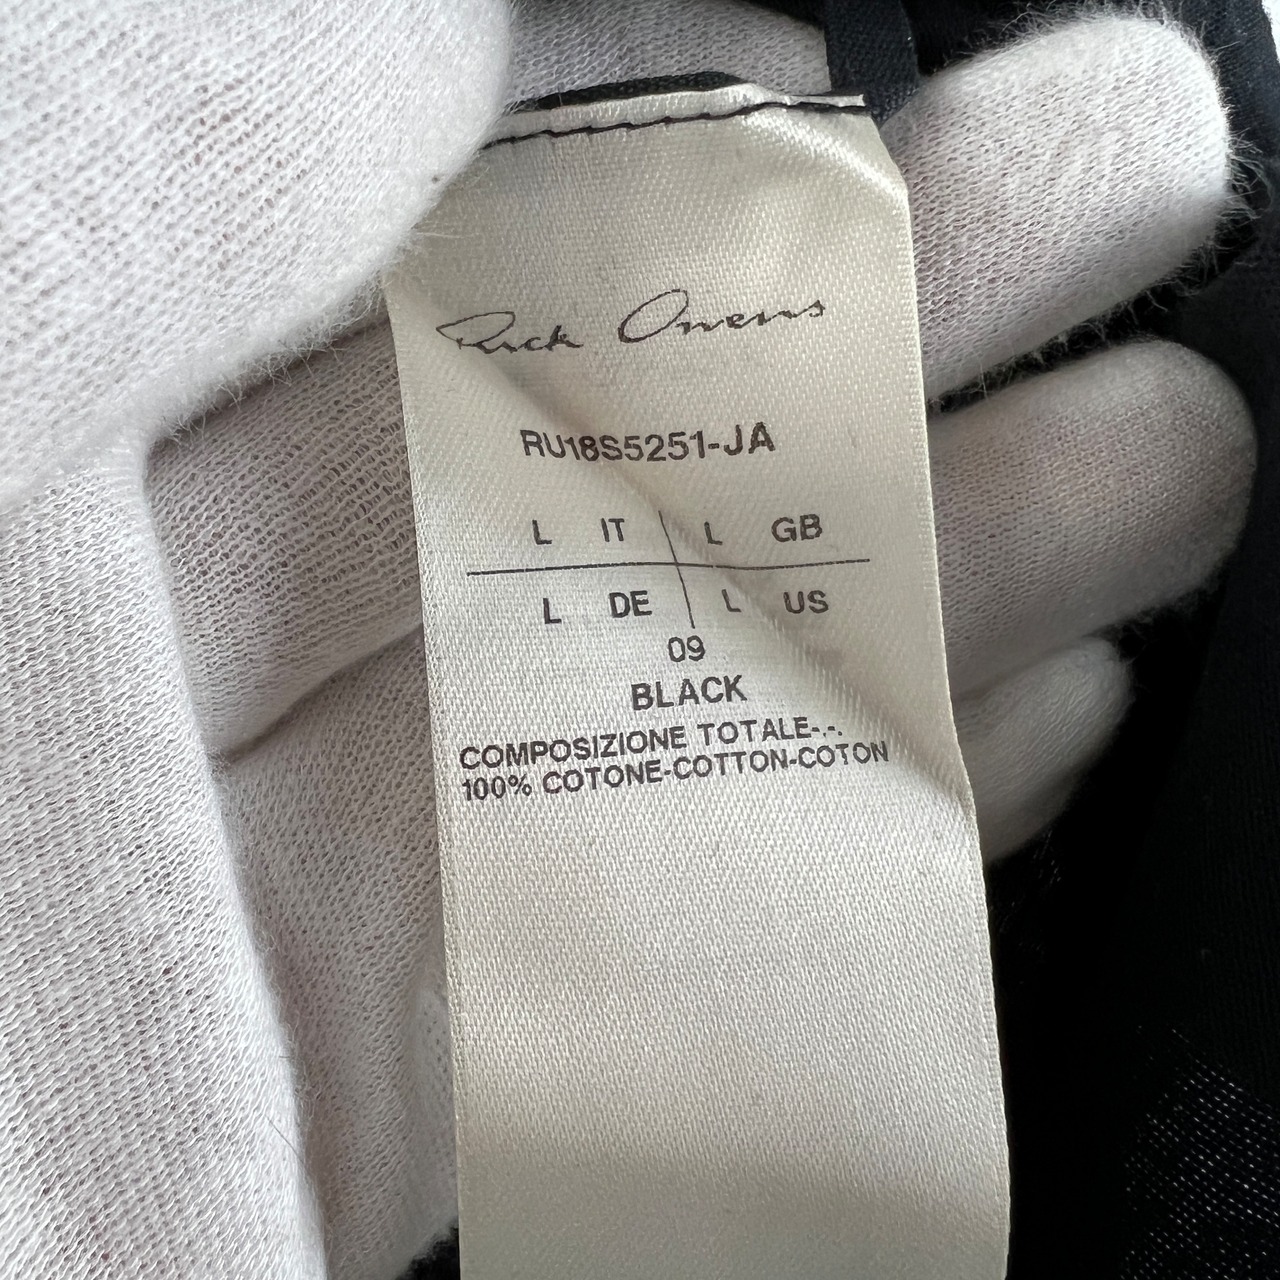 Rick Owens
RU18S5251-JA
L IT L GB
L DE L US
09
BLACK
COMPOSIZIONE TOTALE-.-.
100% COTONE-COTTON-COTON